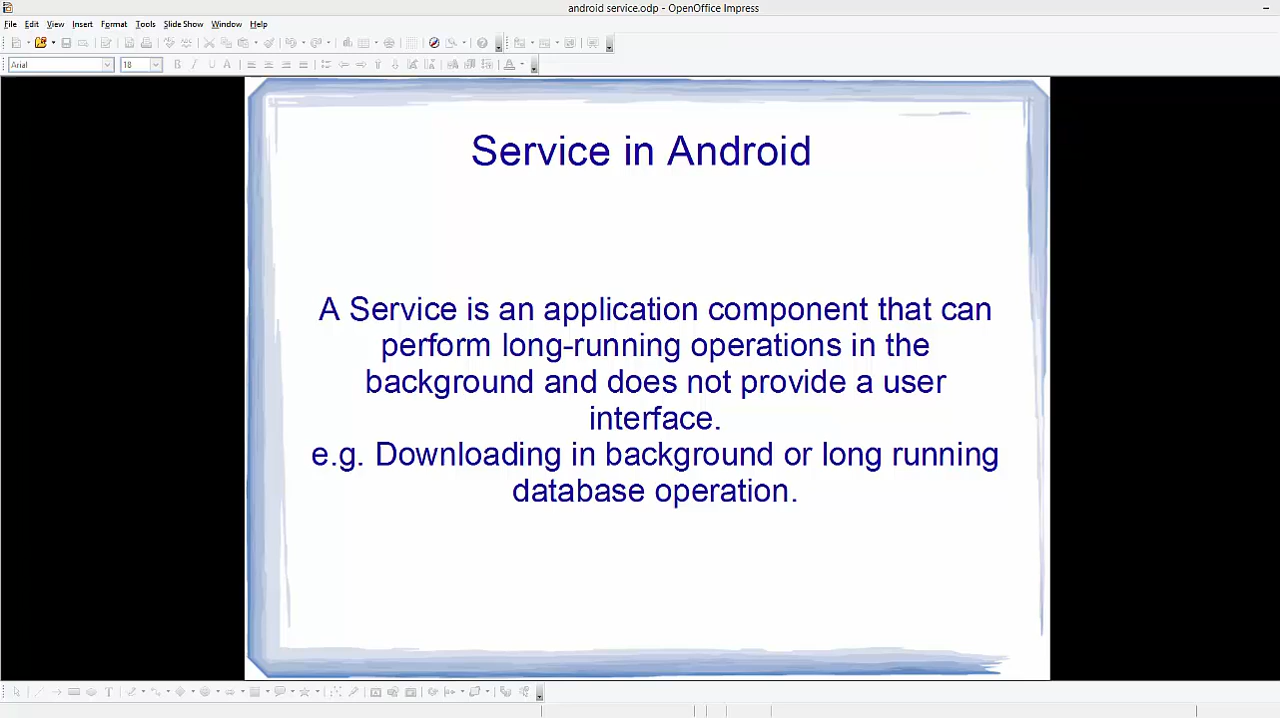 android service.odp - OpenOffice Impress
File Edit View Insert Format Tools Slide Show Window Help
Arial 18
Service in Android
A Service is an application component that can
perform long-running operations in the
background and does not provide a user
interface.
e.g. Downloading in background or long running
database operation.